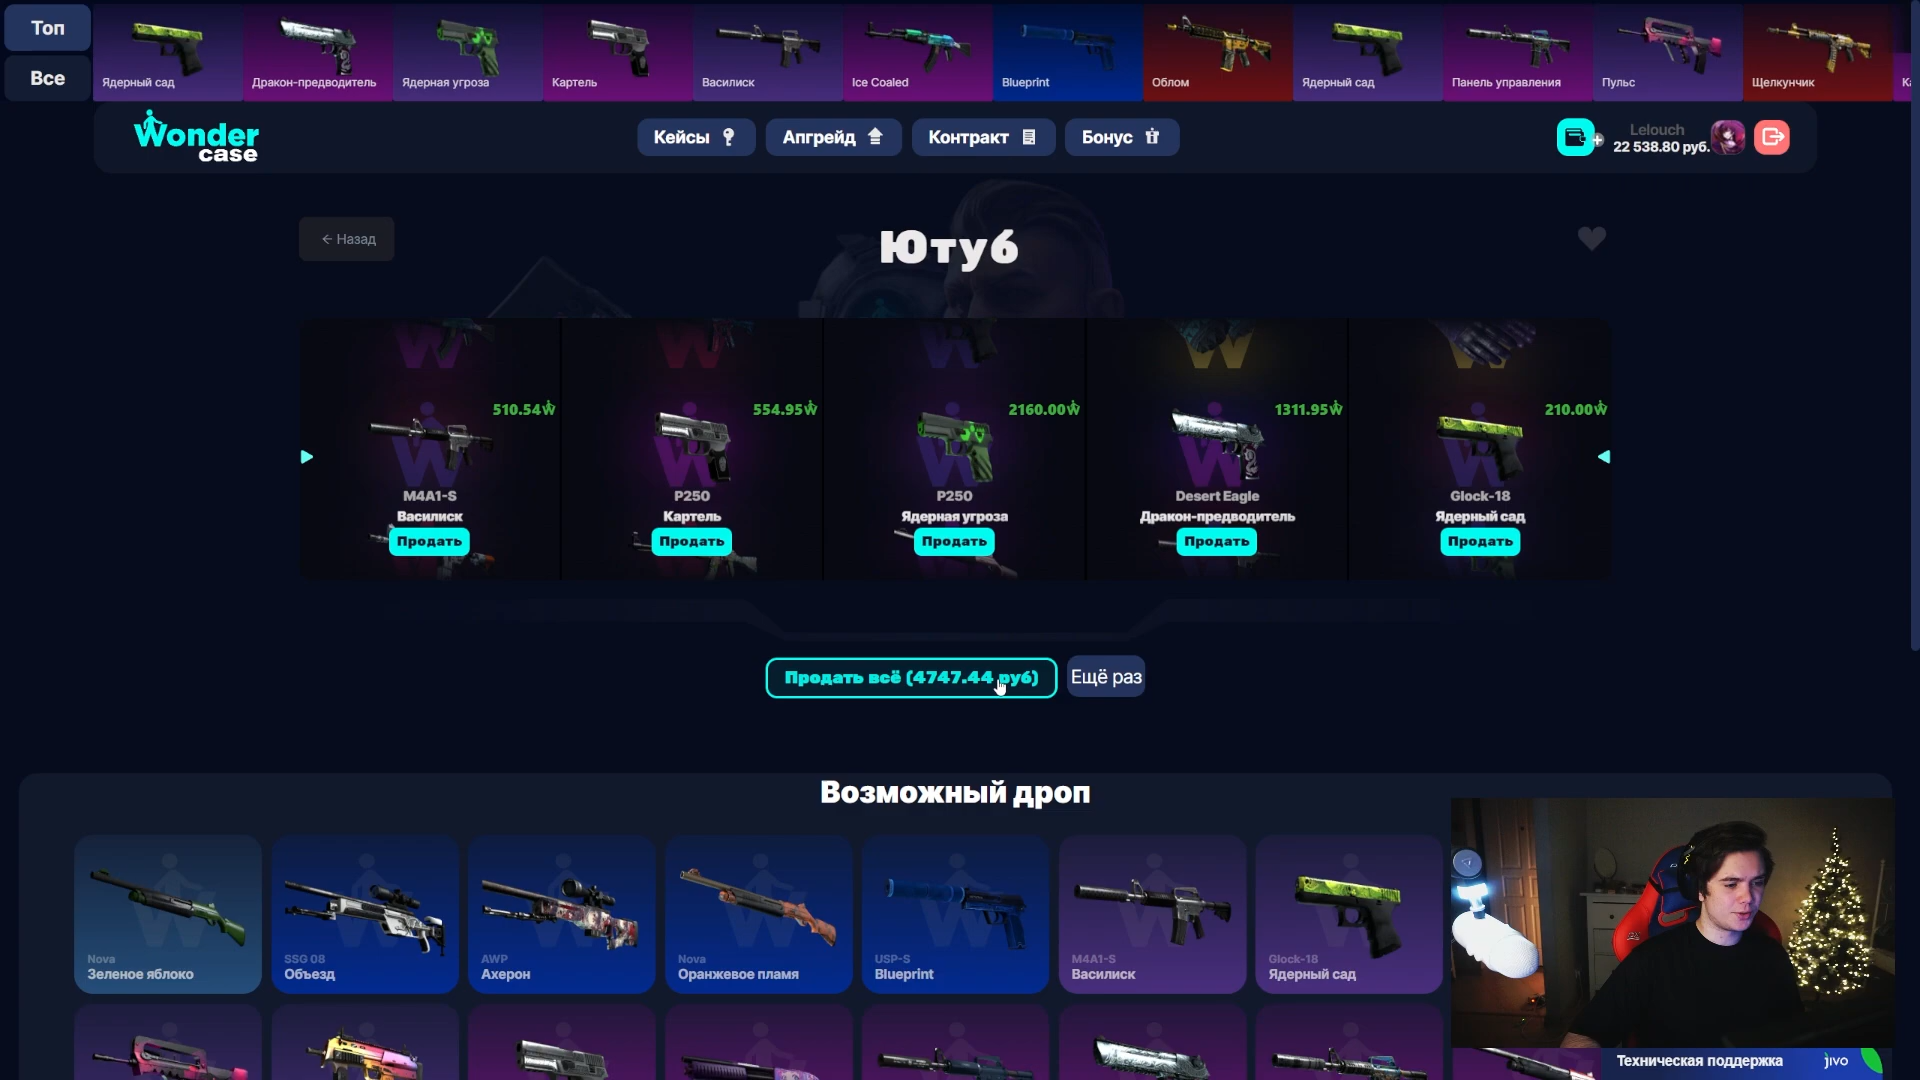 Топ
Все
Ядерный сад
Дракон-предводитель
Ядерная угроза
Картель
Василиск
Ice Coaled
Blueprint
Облом
Ядерный сад
Панель управления
Пульс
Щелкунчик
Wonder
case
Кейсы
Апгрейд
Контракт
Бонус
Lelouch
22 538.80 руб.
← Назад
Ютуб
510.54
M4A1-S
Василиск
Продать
554.95
P250
Картель
Продать
2160.00
P250
Ядерная угроза
Продать
1311.95
Desert Eagle
Дракон-предводитель
Продать
210.00
Glock-18
Ядерный сад
Продать
Продать всё (4747.44 руб)
Ещё раз
Возможный дроп
Nova
Зеленое яблоко
SSG 08
Объезд
AWP
Ахерон
Nova
Оранжевое пламя
USP-S
Blueprint
M4A1-S
Василиск
Glock-18
Ядерный сад
Техническая поддержка
jivo